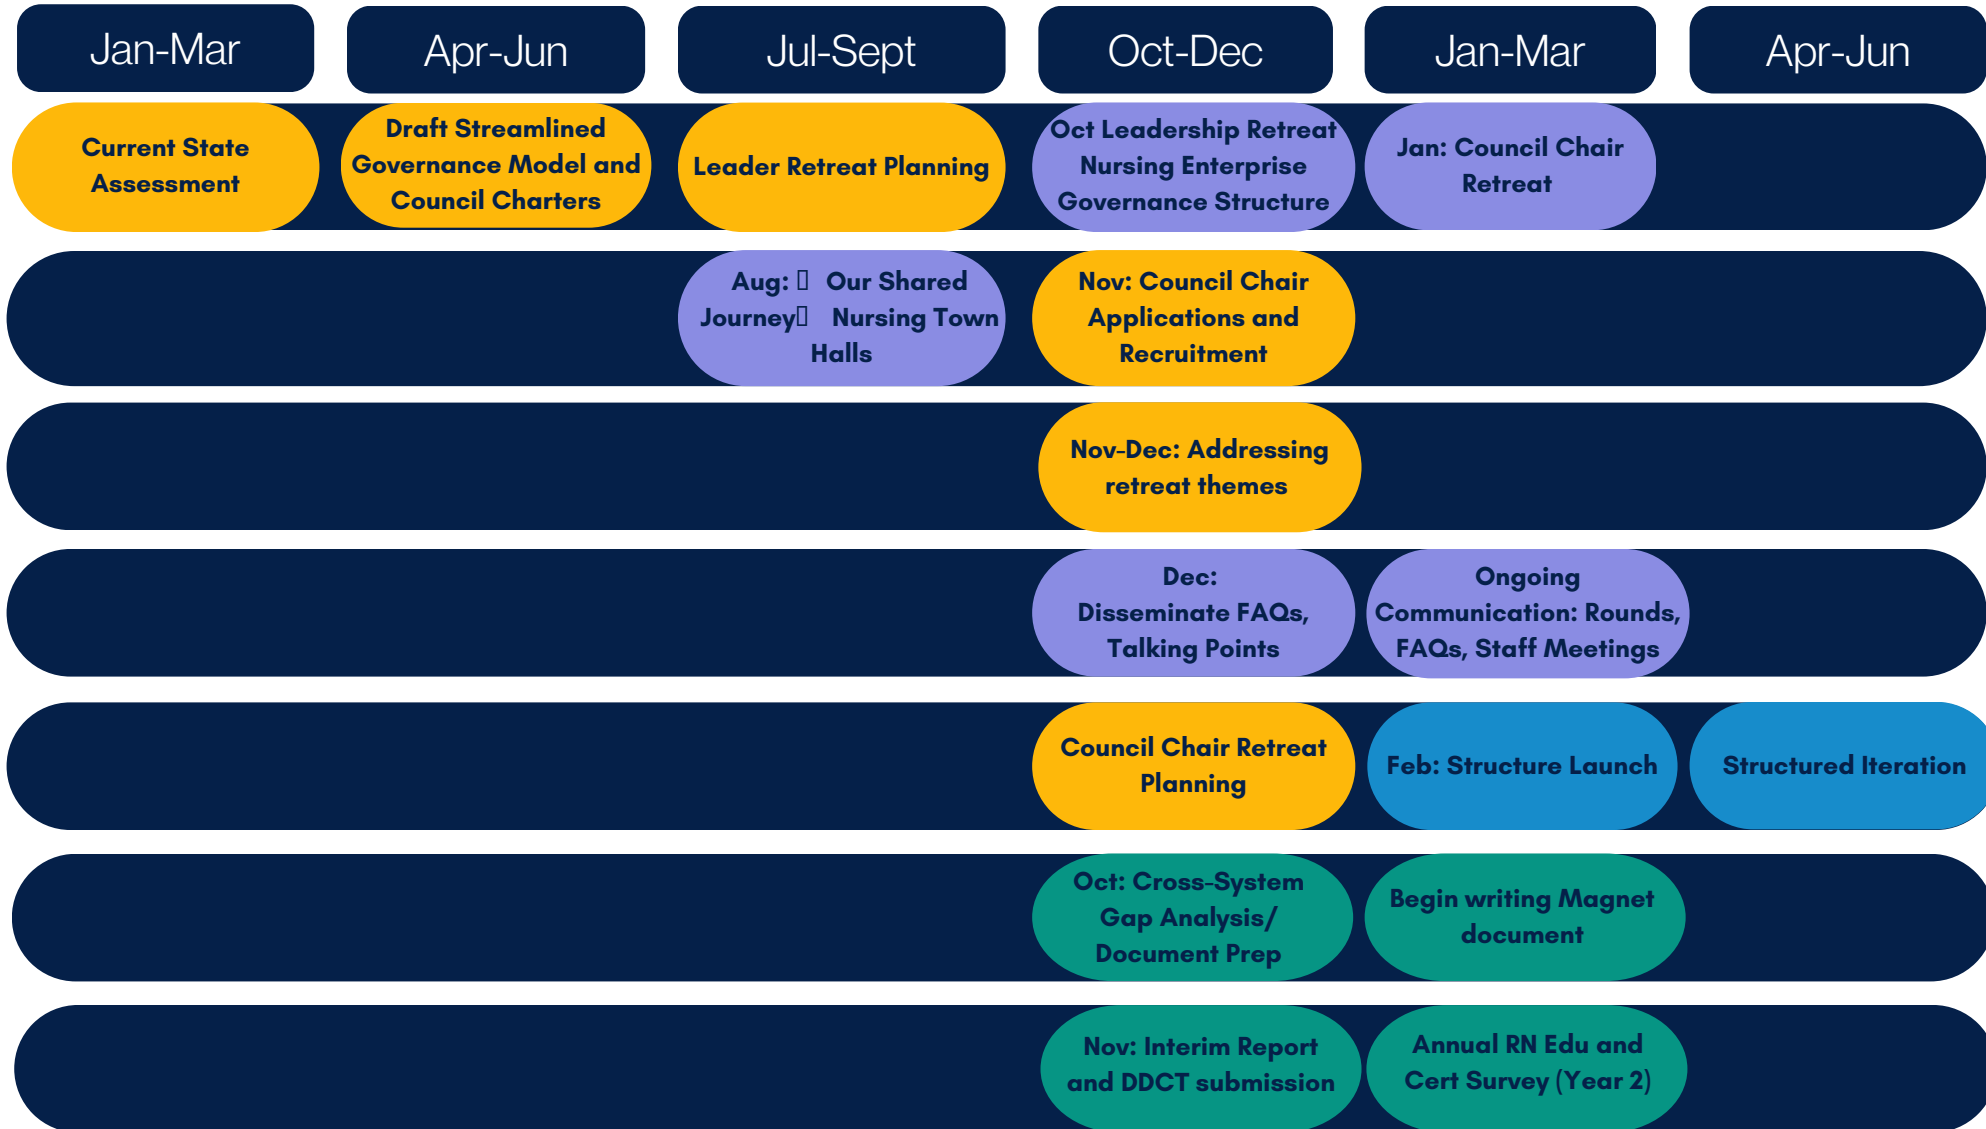 Jan-Mar
Apr-Jun
Jul-Sept
Oct-Dec
Jan-Mar
Apr-Jun
Current State
Assessment
Draft Streamlined
Governance Model and
Council Charters
Leader Retreat Planning
Oct Leadership Retreat
Nursing Enterprise
Governance Structure
Jan: Council Chair
Retreat
Aug: ▯ Our Shared
Journey▯ Nursing Town
Halls
Nov: Council Chair
Applications and
Recruitment
Nov-Dec: Addressing
retreat themes
Dec:
Disseminate FAQs,
Talking Points
Ongoing
Communication: Rounds,
FAQs, Staff Meetings
Council Chair Retreat
Planning
Feb: Structure Launch
Structured Iteration
Oct: Cross-System
Gap Analysis/
Document Prep
Begin writing Magnet
document
Nov: Interim Report
and DDCT submission
Annual RN Edu and
Cert Survey (Year 2)